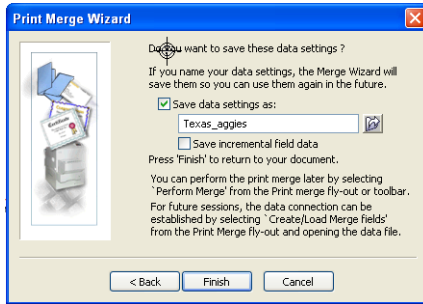 Print Merge Wizard
Do you want to save these data settings ?
If you name your data settings, the Merge Wizard will
save them so you can use them again in the future.
Save data settings as:
Texas_aggies
Save incremental field data
Press 'Finish' to return to your document.
You can perform the print merge later by selecting
`Perform Merge' from the Print merge fly-out or toolbar.
For future sessions, the data connection can be
established by selecting `Create/Load Merge fields'
from the Print Merge fly-out and opening the data file.
< Back Finish Cancel